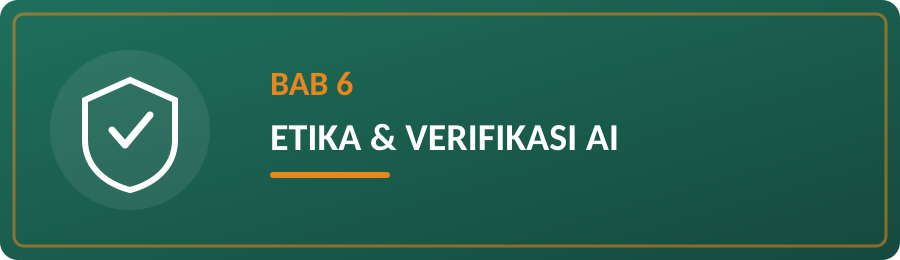 BAB 6
ETIKA & VERIFIKASI AI